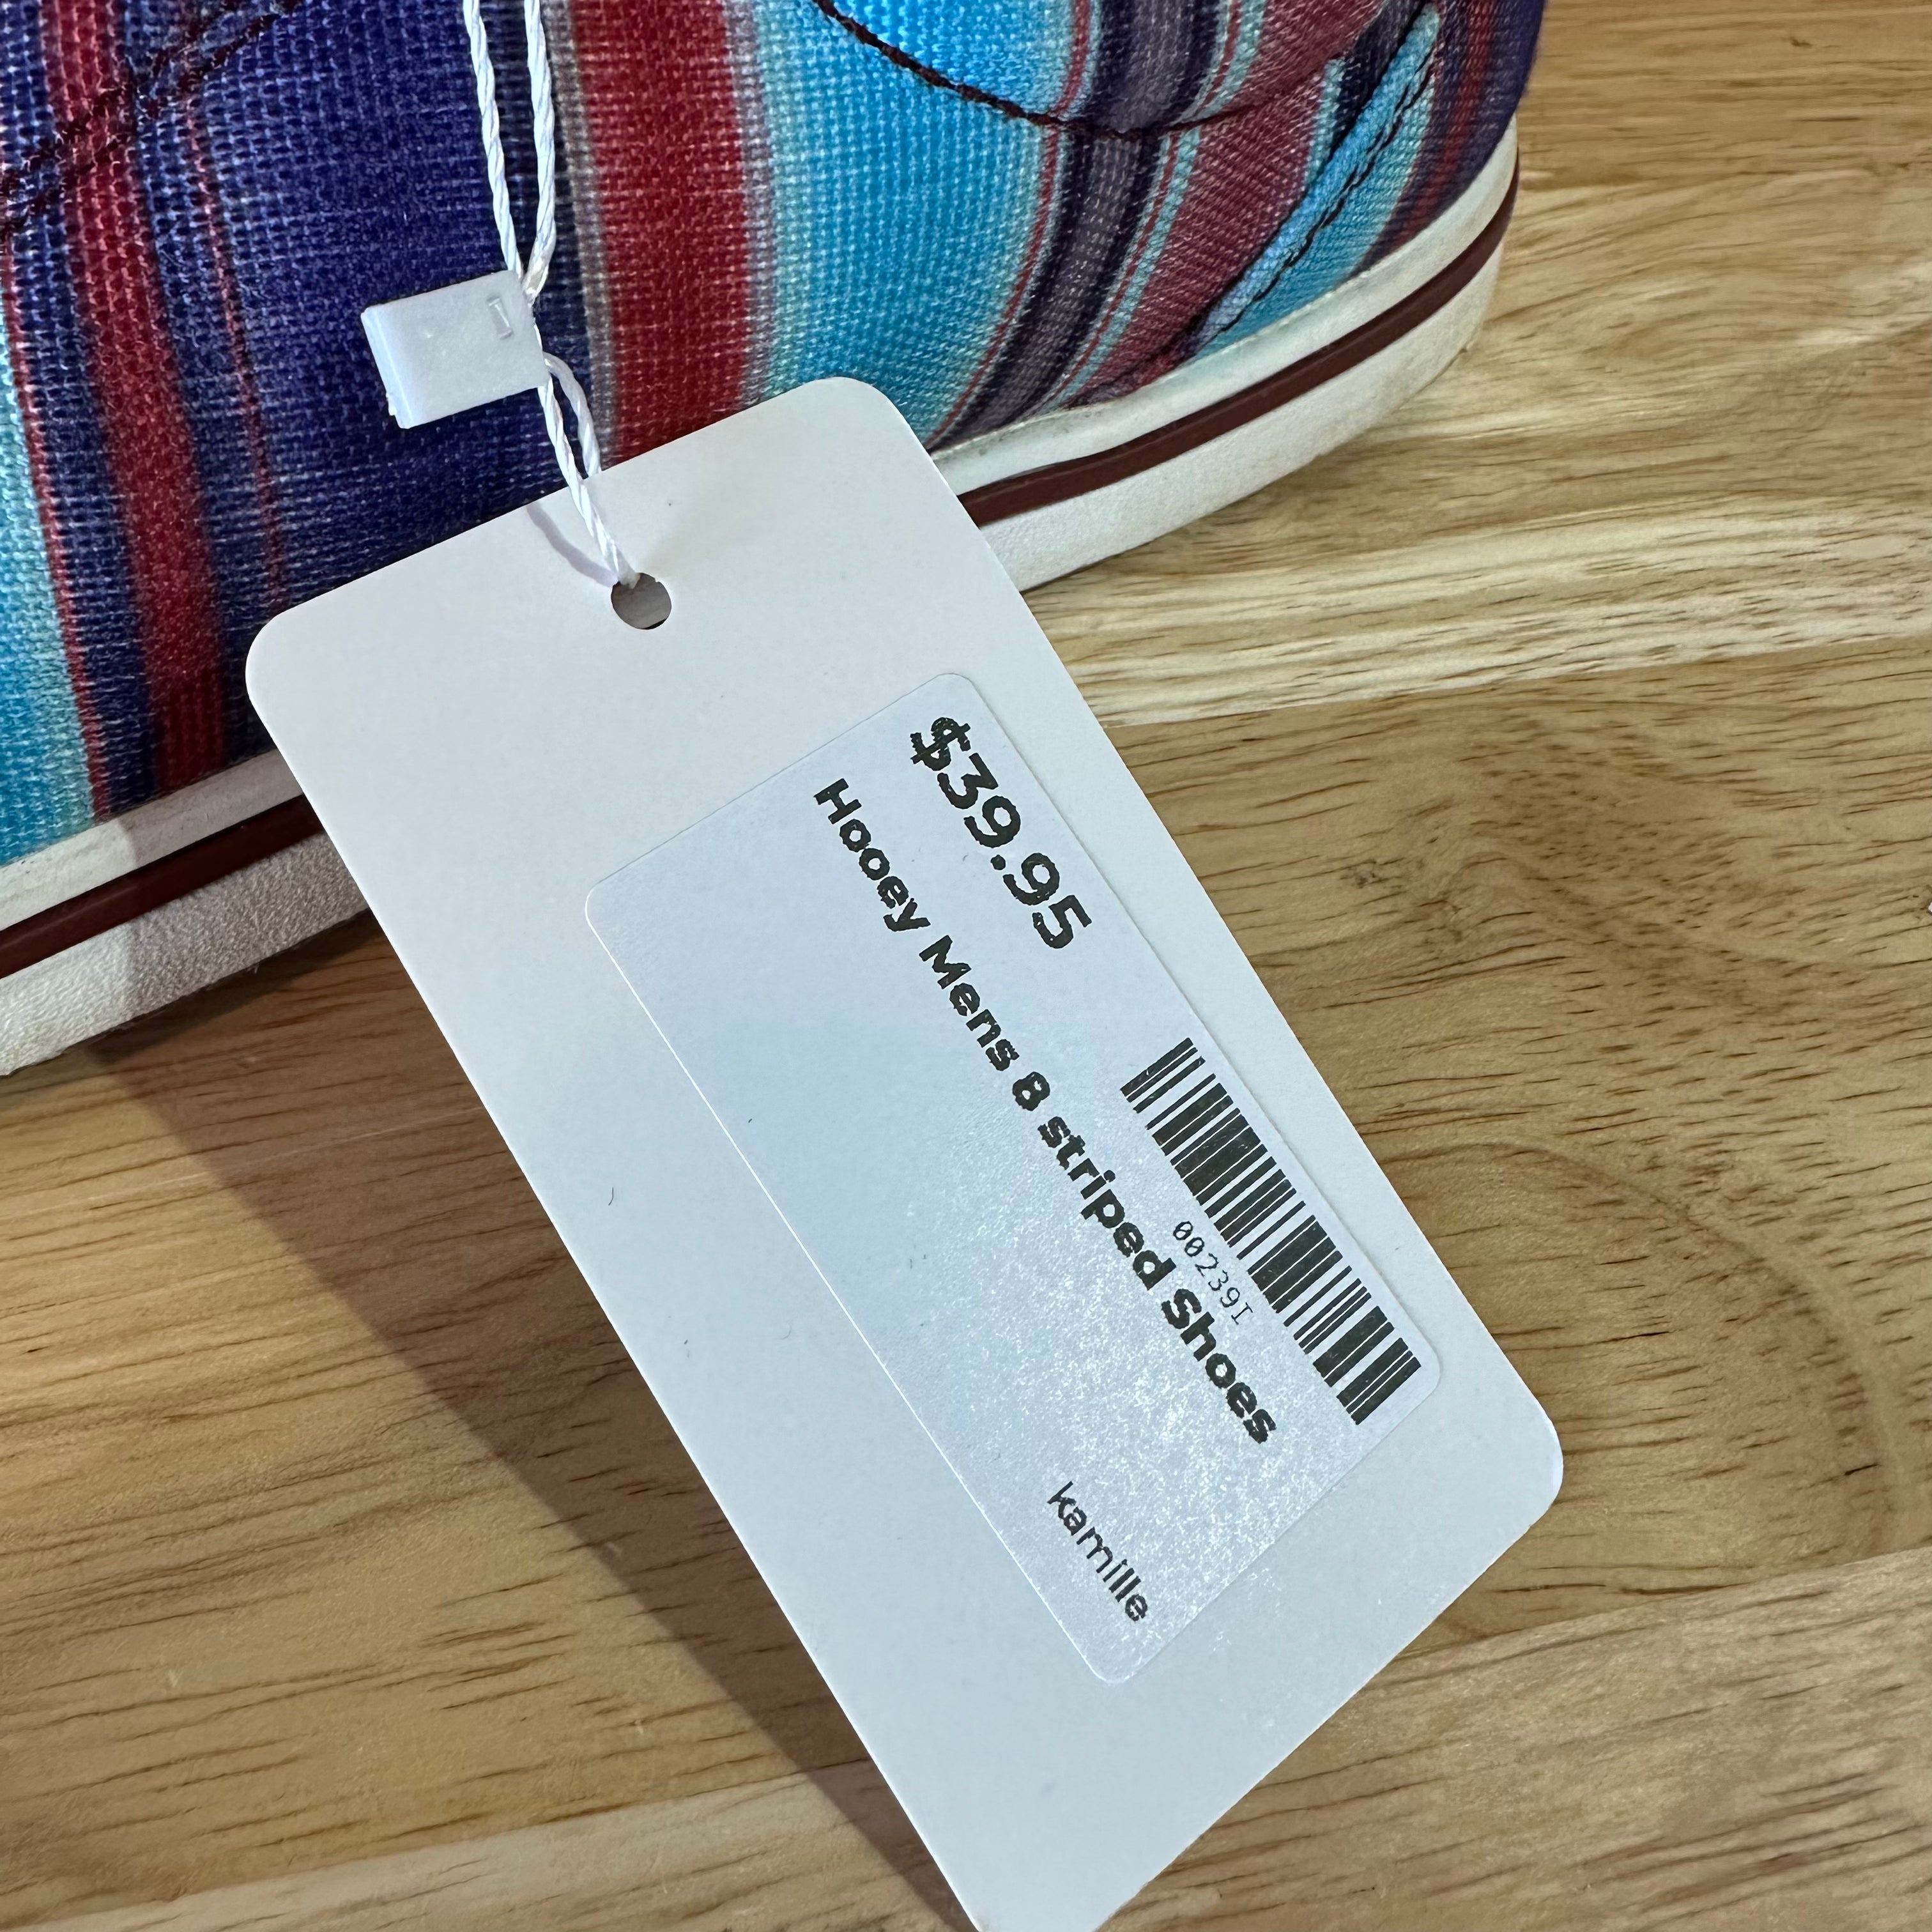 $39.95
00239I
Hooey Mens 8 striped Shoes
kamille